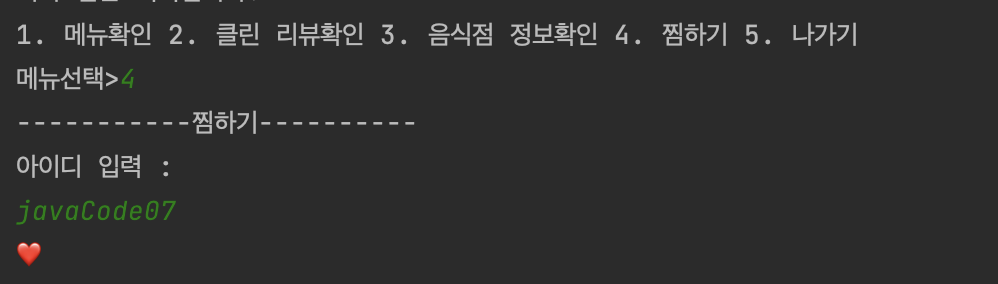 1. 메뉴확인 2. 클린 리뷰확인 3. 음식점 정보확인 4. 찜하기 5. 나가기
메뉴선택>4
-----------찜하기----------
아이디 입력 :
javaCode07
❤️